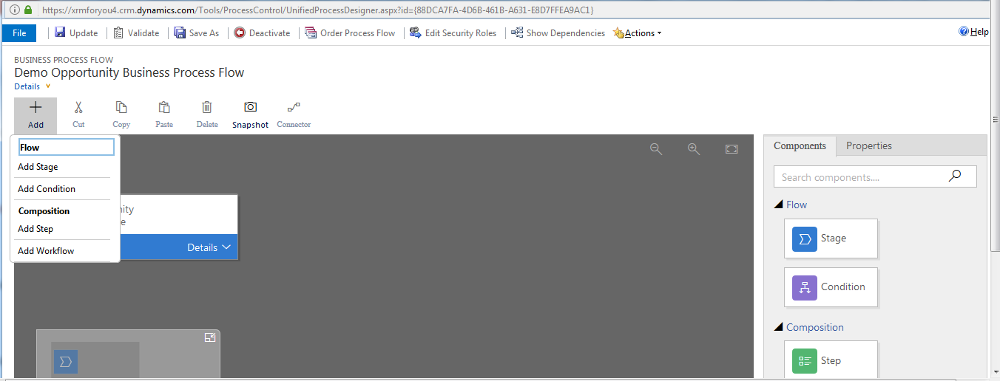 https://xrmforyou4.crm.dynamics.com/Tools/ProcessControl/UnifiedProcessDesigner.aspx?id={88DCA7FA-4D6B-461B-A631-E8D7FFEA9AC1}
File Update Validate Save As Deactivate Order Process Flow Edit Security Roles Show Dependencies Actions Help
BUSINESS PROCESS FLOW
Demo Opportunity Business Process Flow
Details
Add Cut Copy Paste Delete Snapshot Connector
Flow
Add Stage
Add Condition
Composition
Add Step
Add Workflow
nity
e
Details
Components Properties
Search components....
Flow
Stage
Condition
Composition
Step